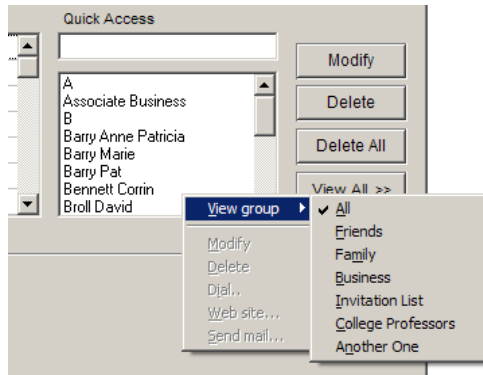 Quick Access
Modify
Delete
Delete All
View All >>
A
Associate Business
B
Barry Anne Patricia
Barry Marie
Barry Pat
Bennett Corrin
Broll David
View group
Modify
Delete
Dial..
Web site...
Send mail...
All
Friends
Family
Business
Invitation List
College Professors
Another One